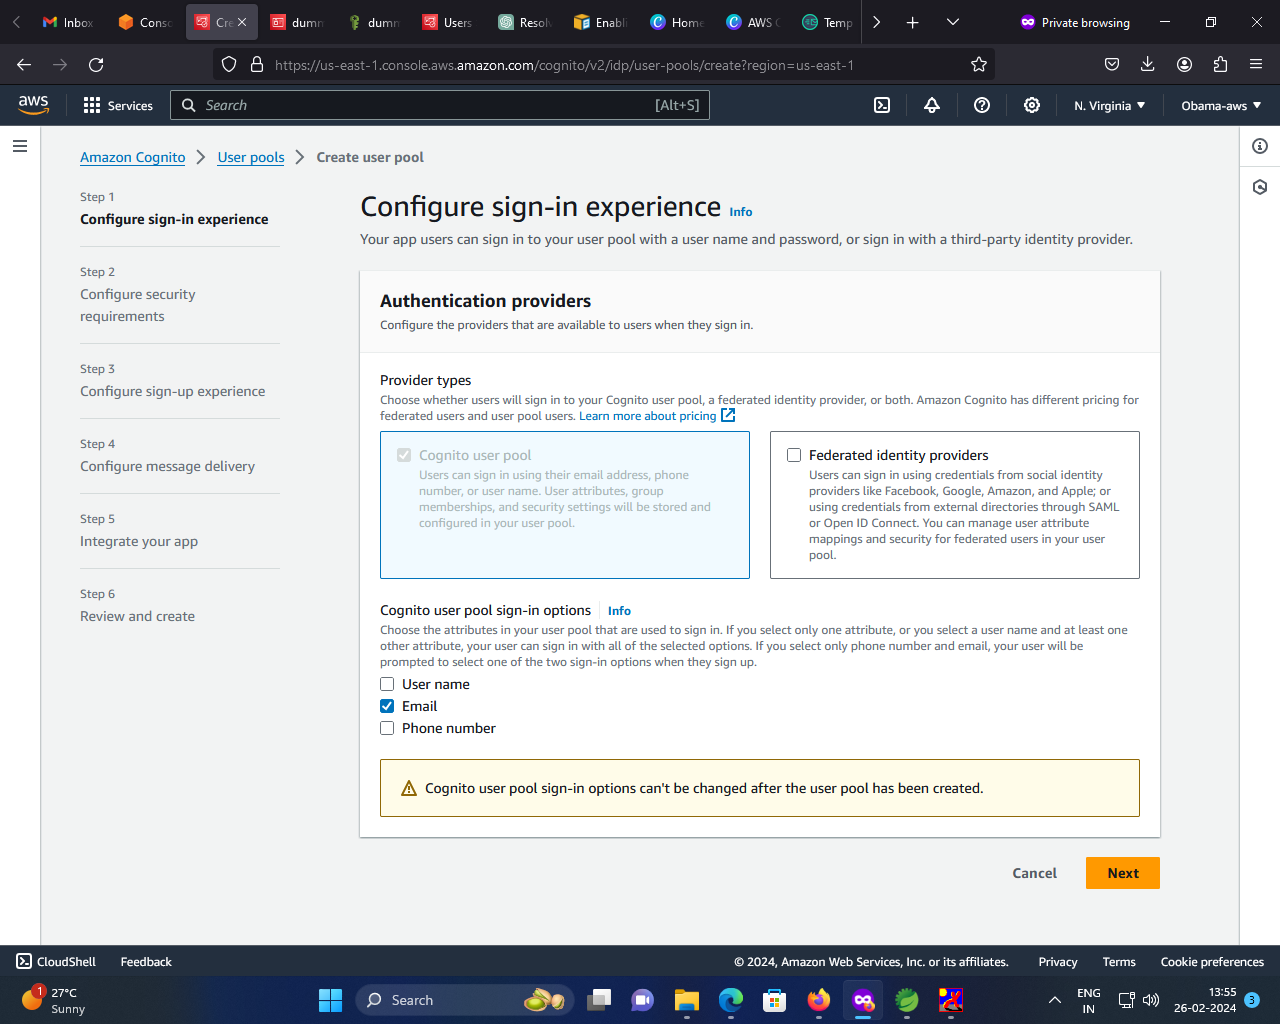 Inbox
Conso
Cre
dumm
dumm
Users
Resolv
Enabli
Home
AWS C
Temp
Private browsing
https://us-east-1.console.aws.amazon.com/cognito/v2/idp/user-pools/create?region=us-east-1
aws
Services
Search
[Alt+S]
N. Virginia
Obama-aws
Amazon Cognito
User pools
Create user pool
Step 1
Configure sign-in experience
Step 2
Configure security
requirements
Step 3
Configure sign-up experience
Step 4
Configure message delivery
Step 5
Integrate your app
Step 6
Review and create
Configure sign-in experience Info
Your app users can sign in to your user pool with a user name and password, or sign in with a third-party identity provider.
Authentication providers
Configure the providers that are available to users when they sign in.
Provider types
Choose whether users will sign in to your Cognito user pool, a federated identity provider, or both. Amazon Cognito has different pricing for
federated users and user pool users. Learn more about pricing
Cognito user pool
Users can sign in using their email address, phone
number, or user name. User attributes, group
memberships, and security settings will be stored and
configured in your user pool.
Federated identity providers
Users can sign in using credentials from social identity
providers like Facebook, Google, Amazon, and Apple; or
using credentials from external directories through SAML
or Open ID Connect. You can manage user attribute
mappings and security for federated users in your user
pool.
Cognito user pool sign-in options Info
Choose the attributes in your user pool that are used to sign in. If you select only one attribute, or you select a user name and at least one
other attribute, your user can sign in with all of the selected options. If you select only phone number and email, your user will be
prompted to select one of the two sign-in options when they sign up.
User name
Email
Phone number
Cognito user pool sign-in options can't be changed after the user pool has been created.
Cancel
Next
CloudShell
Feedback
© 2024, Amazon Web Services, Inc. or its affiliates.
Privacy
Terms
Cookie preferences
1
27°C
Sunny
Search
ENG
IN
13:55
26-02-2024
3